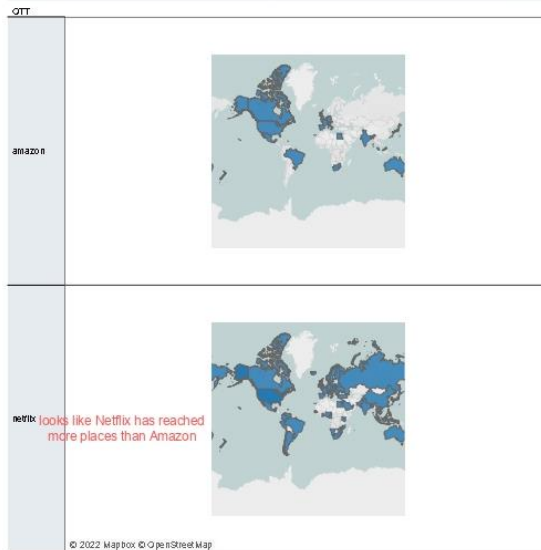 OTT
amazon
netflix
looks like Netflix has reached
more places than Amazon
© 2022 Mapbox © OpenStreetMap